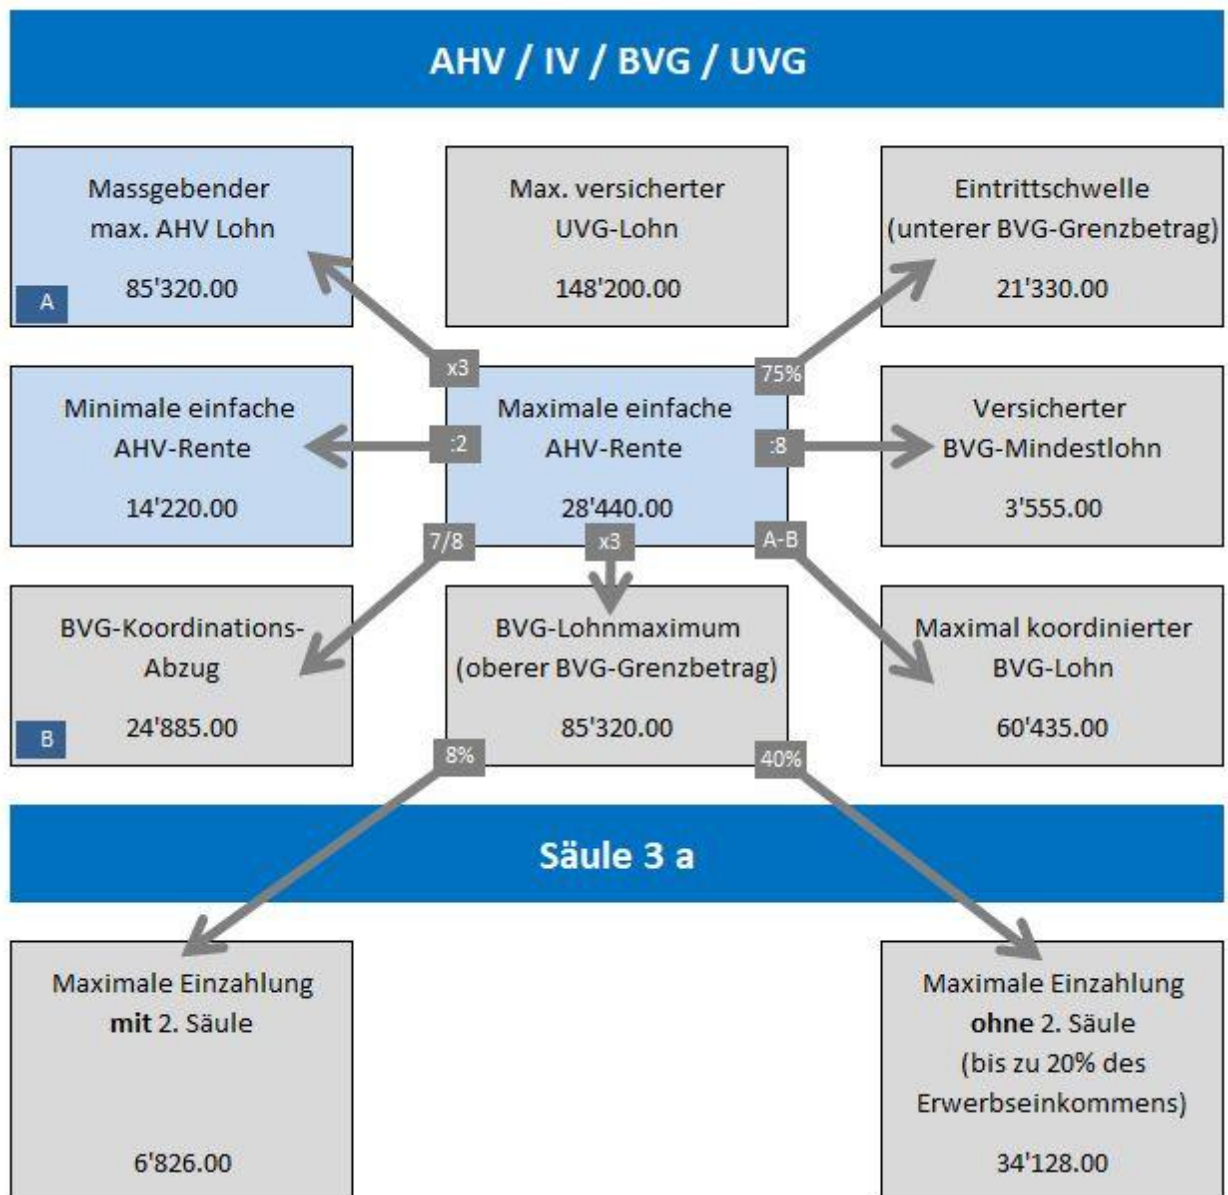 AHV / IV / BVG / UVG
Massgebender
max. AHV Lohn
85'320.00
A
Max. versicherter
UVG-Lohn
148'200.00
Eintrittschwelle
(unterer BVG-Grenzbetrag)
21'330.00
x3
75%
Minimale einfache
AHV-Rente
14'220.00
:2
Maximale einfache
AHV-Rente
28'440.00
:8
Versicherter
BVG-Mindestlohn
3'555.00
7/8
x3
A-B
BVG-Koordinations-
Abzug
24'885.00
B
BVG-Lohnmaximum
(oberer BVG-Grenzbetrag)
85'320.00
Maximal koordinierter
BVG-Lohn
60'435.00
8%
40%
Säule 3 a
Maximale Einzahlung
mit 2. Säule
6'826.00
Maximale Einzahlung
ohne 2. Säule
(bis zu 20% des
Erwerbseinkommens)
34'128.00